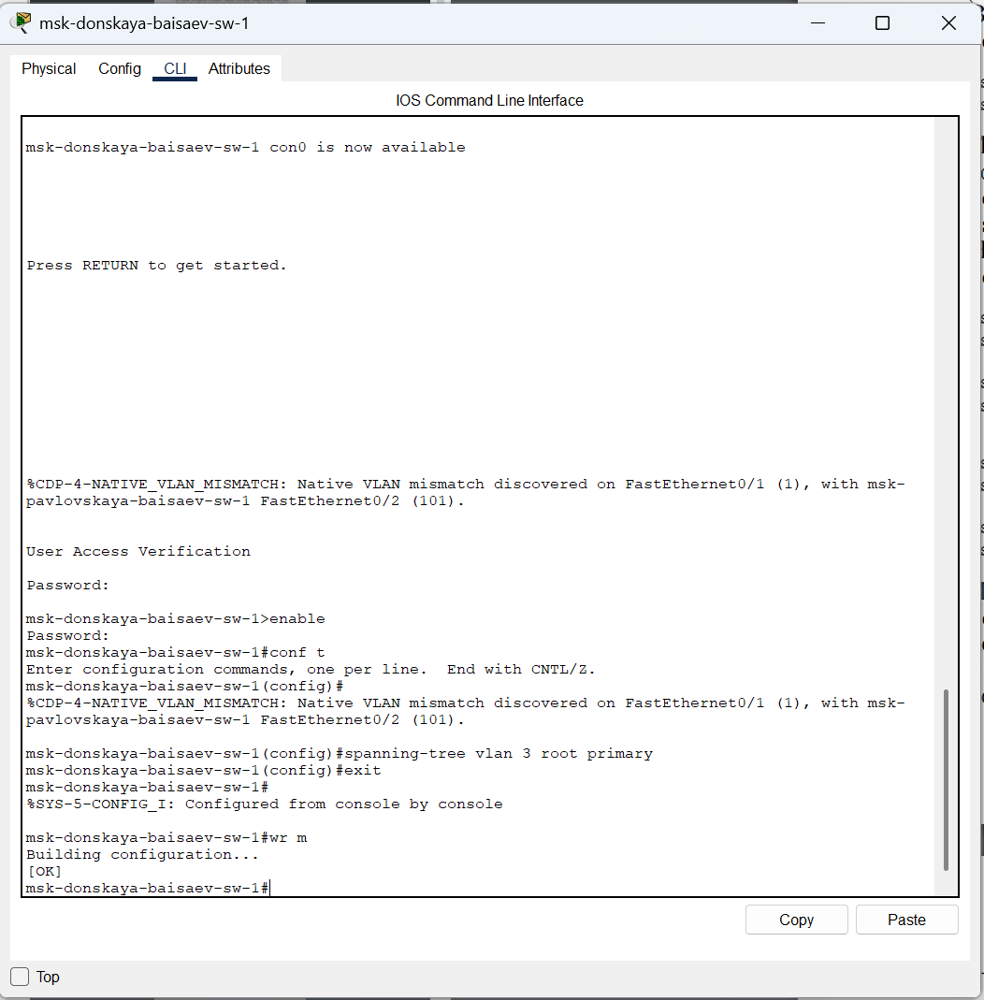 msk-donskaya-baisaev-sw-1
Physical Config CLI Attributes
IOS Command Line Interface
msk-donskaya-baisaev-sw-1 con0 is now available
Press RETURN to get started.
%CDP-4-NATIVE_VLAN_MISMATCH: Native VLAN mismatch discovered on FastEthernet0/1 (1), with msk-
pavlovskaya-baisaev-sw-1 FastEthernet0/2 (101).
User Access Verification
Password:
msk-donskaya-baisaev-sw-1>enable
Password:
msk-donskaya-baisaev-sw-1#conf t
Enter configuration commands, one per line.  End with CNTL/Z.
msk-donskaya-baisaev-sw-1(config)#
%CDP-4-NATIVE_VLAN_MISMATCH: Native VLAN mismatch discovered on FastEthernet0/1 (1), with msk-
pavlovskaya-baisaev-sw-1 FastEthernet0/2 (101).
msk-donskaya-baisaev-sw-1(config)#spanning-tree vlan 3 root primary
msk-donskaya-baisaev-sw-1(config)#exit
msk-donskaya-baisaev-sw-1#
%SYS-5-CONFIG_I: Configured from console by console
msk-donskaya-baisaev-sw-1#wr m
Building configuration...
[OK]
msk-donskaya-baisaev-sw-1#
Copy Paste
Top